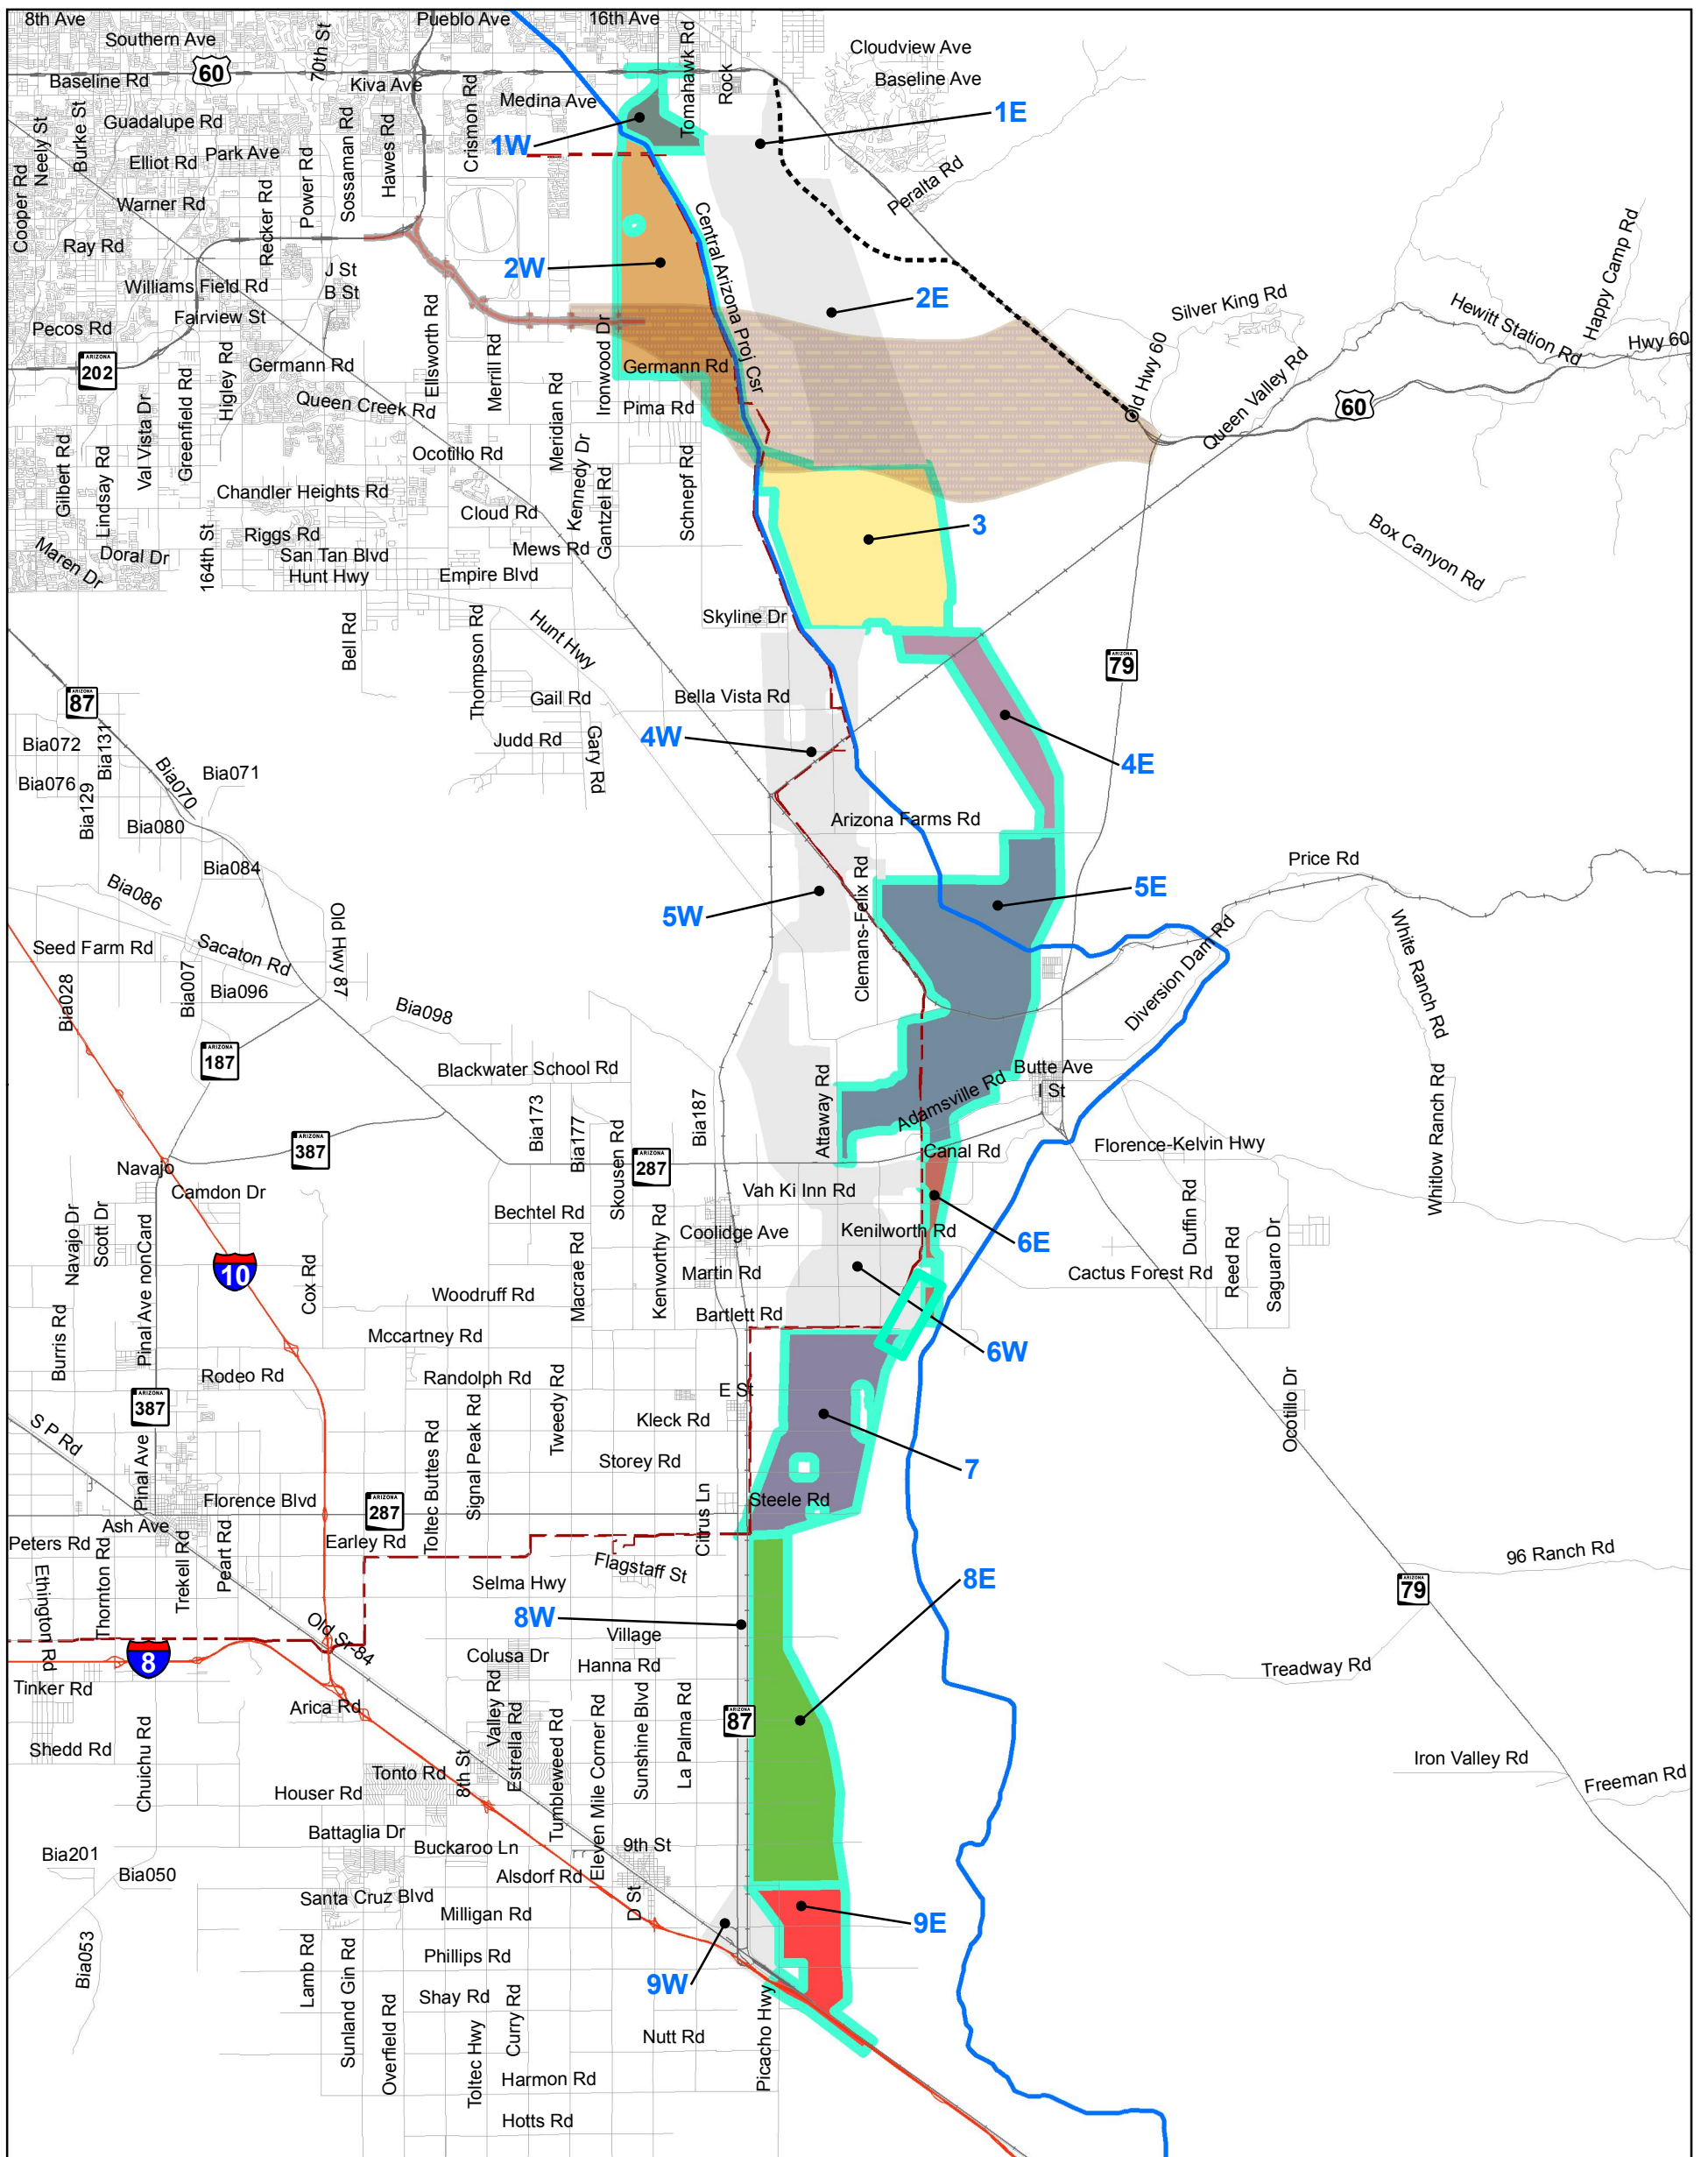 8th Ave
Pueblo Ave
16th Ave
Southern Ave
70th St
Tomahawk Rd
Rock
Cloudview Ave
60
Baseline Rd
Kiva Ave
Baseline Ave
Crismon Rd
Medina Ave
1E
Neely St
Burke St
Guadalupe Rd
Sossaman Rd
Hawes Rd
1W
Cooper Rd
Elliot Rd
Park Ave
Power Rd
Recker Rd
Peralta Rd
Warner Rd
Central Arizona Proj Csr
Happy Camp Rd
Ray Rd
J St
B St
2W
Williams Field Rd
2E
Silver King Rd
Hewitt Station Rd
Pecos Rd
Fairview St
Ellsworth Rd
Merrill Rd
Ironwood Dr
Old Hwy 60
Queen Valley Rd
Hwy 60
ARIZONA
202
Germann Rd
Germann Rd
60
Higley Rd
Greenfield Rd
Val Vista Dr
Queen Creek Rd
Meridian Rd
Pima Rd
Gilbert Rd
Lindsay Rd
Ocotillo Rd
Kennedy Dr
Gantzel Rd
Schnepf Rd
Chandler Heights Rd
Cloud Rd
3
Box Canyon Rd
Maren Dr
Doral Dr
164th St
Riggs Rd
San Tan Blvd
Hunt Hwy
Mews Rd
Empire Blvd
Bell Rd
Thompson Rd
Hunt Hwy
Skyline Dr
ARIZONA
79
ARIZONA
87
Gail Rd
Bella Vista Rd
Bia072
Bia131
Judd Rd
Gary Rd
4W
4E
Bia076
Bia070
Bia071
Bia129
Bia080
Arizona Farms Rd
Bia084
Price Rd
Bia086
Clemans-Felix Rd
5E
5W
Old Hwy 87
White Ranch Rd
Seed Farm Rd
Sacaton Rd
Diversion Dam Rd
Bia028
Bia007
Bia096
Bia098
ARIZONA
187
Blackwater School Rd
Butte Ave
I St
Attaway Rd
Adamsville Rd
Whitlow Ranch Rd
Bia173
Bia177
Skousen Rd
Bia187
ARIZONA
387
ARIZONA
287
Canal Rd
Florence-Kelvin Hwy
Navajo
Camdon Dr
Vah Ki Inn Rd
Navajo Dr
Scott Dr
Pinal Ave nonCard
Bechtel Rd
Kenworthy Rd
Coolidge Ave
Kenilworth Rd
6E
Duffin Rd
Reed Rd
Saguaro Dr
10
Cox Rd
Macrae Rd
Martin Rd
Cactus Forest Rd
Woodruff Rd
Bartlett Rd
Burris Rd
Mccartney Rd
6W
Rodeo Rd
Randolph Rd
E St
ARIZONA
387
Tweedy Rd
Kleck Rd
Ocotillo Dr
S P Rd
Toltec Buttes Rd
Signal Peak Rd
Storey Rd
7
Pinal Ave
Florence Blvd
ARIZONA
287
Citrus Ln
Steele Rd
Ash Ave
Peters Rd
Earley Rd
96 Ranch Rd
Ethington Rd
Thornton Rd
Trekell Rd
Peart Rd
Selma Hwy
Flagstaff St
8E
ARIZONA
79
8W
Old Sr-84
Village
8
Colusa Dr
Hanna Rd
Treadway Rd
Tinker Rd
Arica Rd
Valley Rd
Estrella Rd
ARIZONA
87
Shedd Rd
Chuichu Rd
Tumbleweed Rd
Eleven Mile Corner Rd
Sunshine Blvd
La Palma Rd
Iron Valley Rd
Tonto Rd
8th St
Freeman Rd
Houser Rd
Battaglia Dr
Buckaroo Ln
9th St
Bia201
Bia050
Alsdorf Rd
Santa Cruz Blvd
D St
Milligan Rd
9E
Bia053
Phillips Rd
Lamb Rd
Sunland Gin Rd
Overfield Rd
Shay Rd
9W
Toltec Hwy
Curry Rd
Nutt Rd
Picacho Hwy
Harmon Rd
Hotts Rd